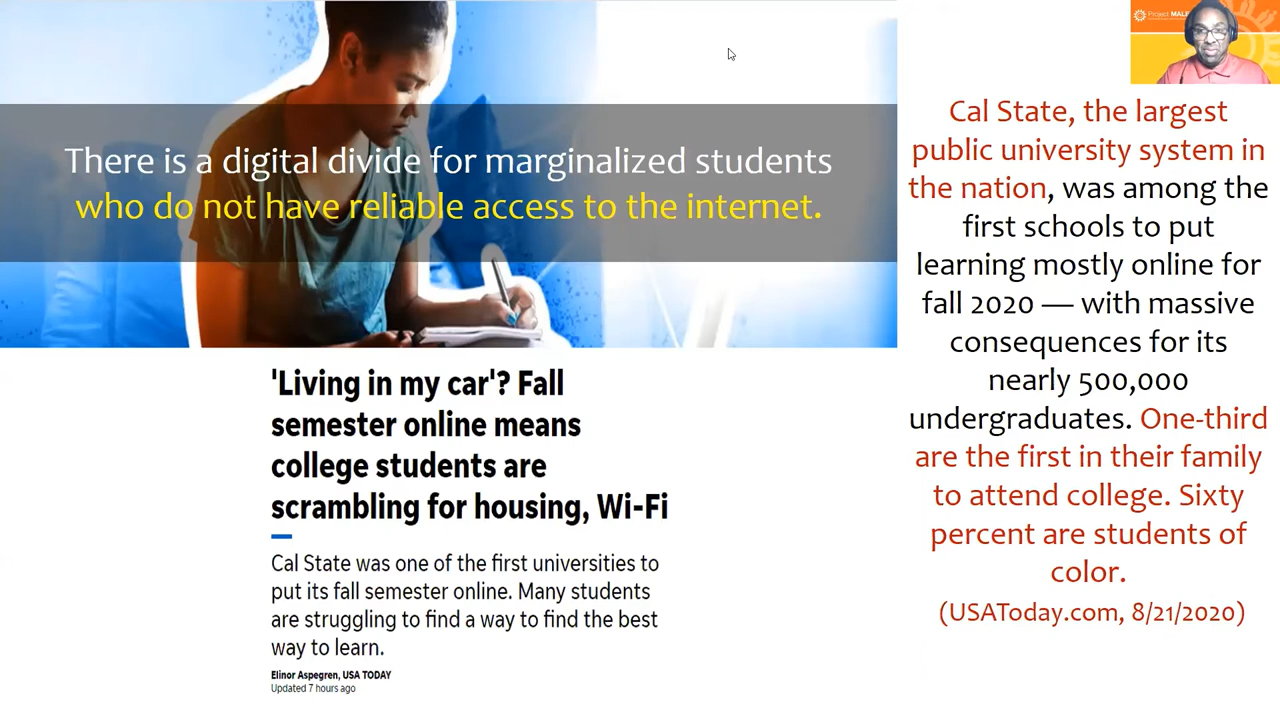 There is a digital divide for marginalized students
who do not have reliable access to the internet.
'Living in my car'? Fall
semester online means
college students are
scrambling for housing, Wi-Fi
Cal State was one of the first universities to
put its fall semester online. Many students
are struggling to find a way to find the best
way to learn.
Elinor Aspegren, USA TODAY
Updated 7 hours ago
Project MALE
Cal State, the largest
public university system in
the nation, was among the
first schools to put
learning mostly online for
fall 2020 — with massive
consequences for its
nearly 500,000
undergraduates. One-third
are the first in their family
to attend college. Sixty
percent are students of
color.
(USAToday.com, 8/21/2020)